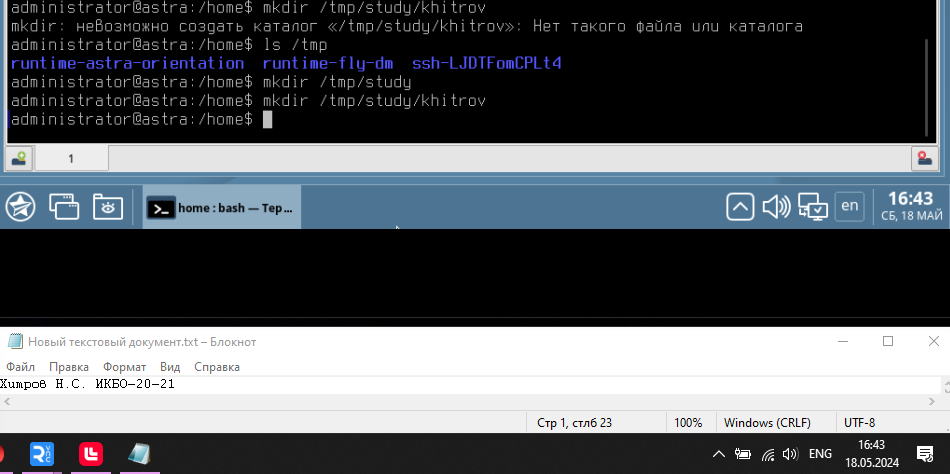 administrator@astra:/home$ mkdir /tmp/study/khitrov
mkdir: невозможно создать каталог «/tmp/study/khitrov»: Нет такого файла или каталога
administrator@astra:/home$ ls /tmp
runtime-astra-orientation runtime-fly-dm ssh-LJDTFomCPLt4
administrator@astra:/home$ mkdir /tmp/study
administrator@astra:/home$ mkdir /tmp/study/khitrov
administrator@astra:/home$
1
home : bash — Тер...
en
16:43
СБ, 18 МАЙ
Новый текстовый документ.txt – Блокнот
Файл Правка Формат Вид Справка
Хитров Н.С. ИКБО-20-21
Стр 1, стлб 23 100% Windows (CRLF) UTF-8
R VNC
ENG
16:43
18.05.2024